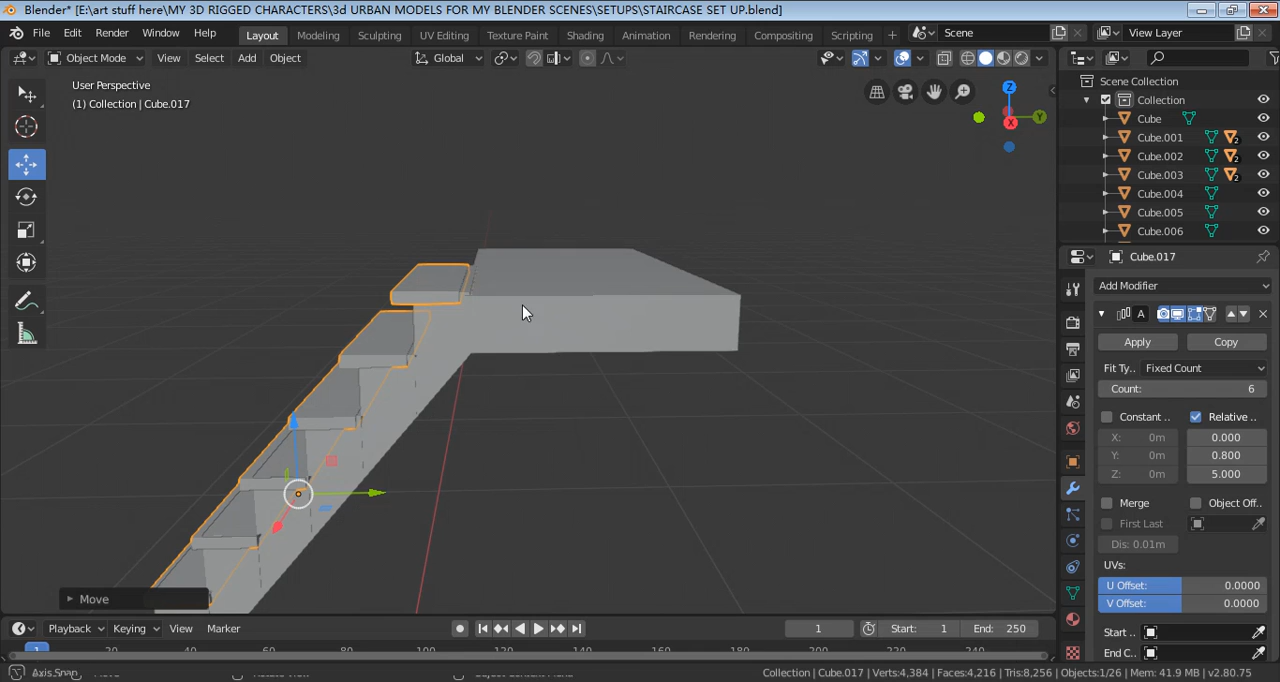 Blender* [E:\art stuff here\MY 3D RIGGED CHARACTERS\3d URBAN MODELS FOR MY BLENDER SCENES\SETUPS\STAIRCASE SET UP.blend]
File Edit Render Window Help Layout Modeling Sculpting UV Editing Texture Paint Shading Animation Rendering Compositing Scripting + Scene View Layer
Object Mode View Select Add Object Global
User Perspective
(1) Collection | Cube.017
Z
Y
X
Scene Collection
Collection
Cube
Cube.001 2
Cube.002 2
Cube.003 2
Cube.004
Cube.005
Cube.006
Cube.017
Add Modifier
A
Apply Copy
Fit Ty.. Fixed Count
Count: 6
Constant .. Relative ..
X: 0m 0.000
Y: 0m 0.800
Z: 0m 5.000
Merge Object Off..
First Last
Dis: 0.01m
UVs:
U Offset: 0.0000
V Offset: 0.0000
Start ..
End C..
Move
Playback Keying View Marker 1 Start: 1 End: 250
1 20 40 60 80 100 120 140 160 180 200 220 240
Axis Snap Collection | Cube.017 | Verts:4,384 | Faces:4,216 | Tris:8,256 | Objects:1/26 | Mem: 41.9 MB | v2.80.75